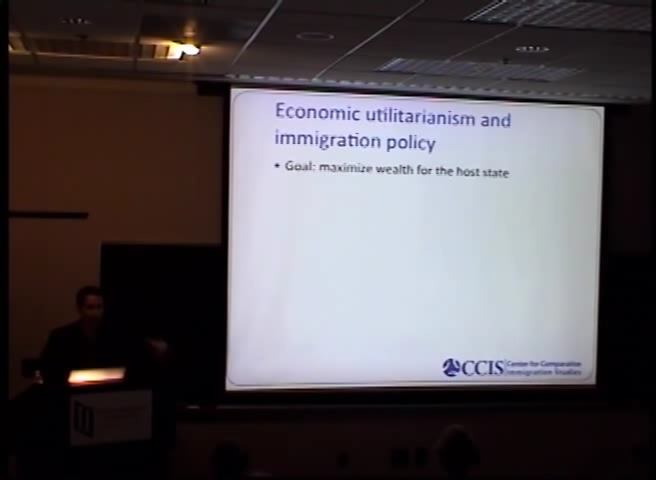 Economic utilitarianism and
immigration policy
• Goal: maximize wealth for the host state
CCIS Center for Comparative
Immigration Studies